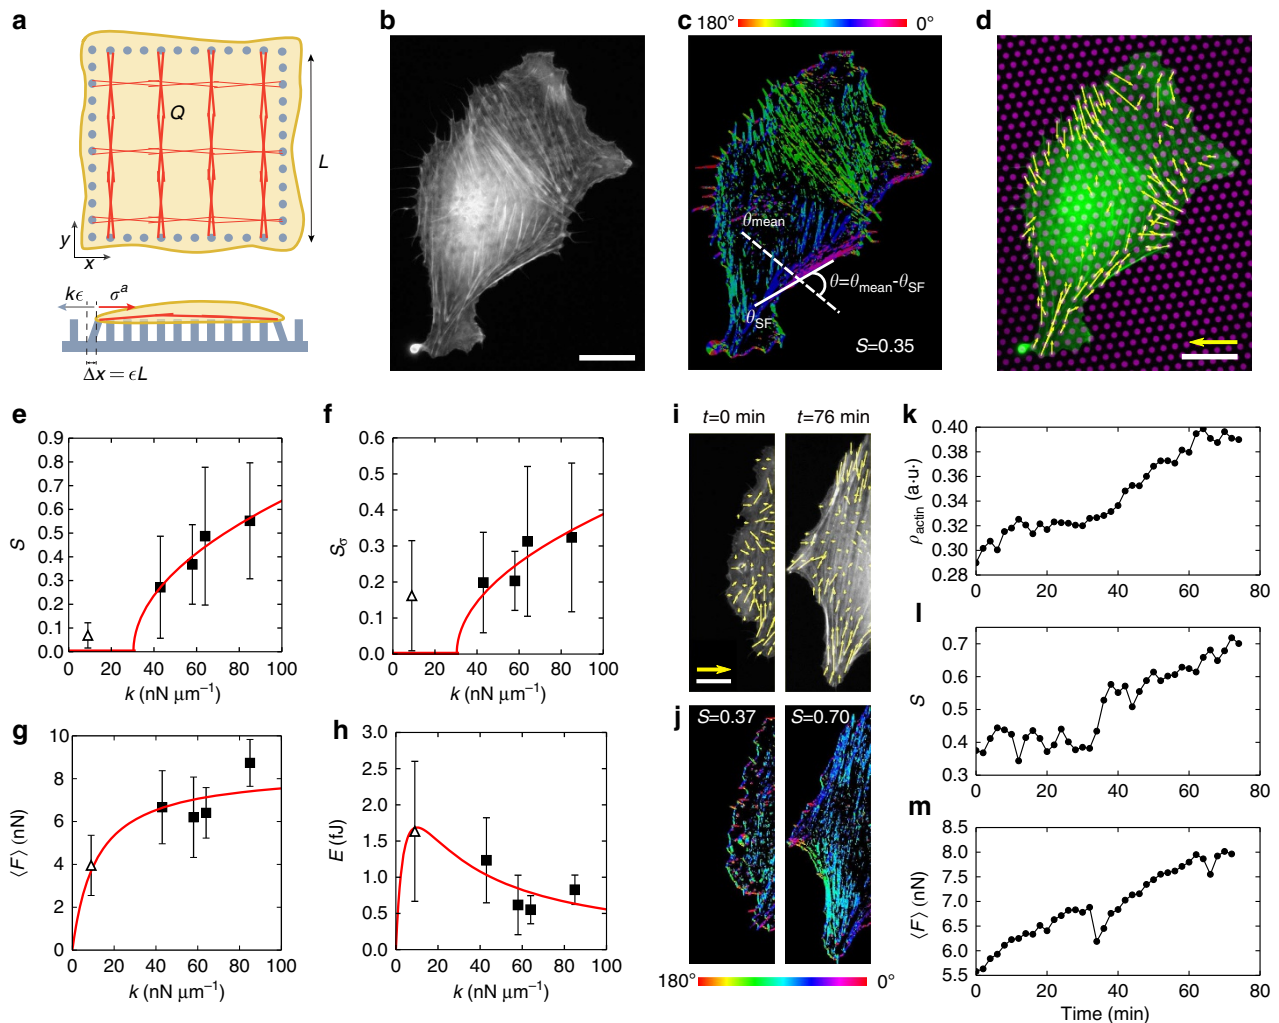 a
Q
L
y
x
kϵ
σᵃ
Δx = ϵL
b
c
180°
0°
θmean
θ=θmean-θSF
θSF
S=0.35
d
e
0.9
0.8
0.7
0.6
0.5
0.4
0.3
0.2
0.1
0.0
S
0 20 40 60 80 100
k (nN μm⁻¹)
f
0.6
0.5
0.4
0.3
0.2
0.1
0.0
Sσ
0 20 40 60 80 100
k (nN μm⁻¹)
g
10
8
6
4
2
0
⟨F⟩ (nN)
0 20 40 60 80 100
k (nN μm⁻¹)
h
3.0
2.5
2.0
1.5
1.0
0.5
0.0
E (fJ)
0 20 40 60 80 100
k (nN μm⁻¹)
i
t=0 min
t=76 min
j
S=0.37
S=0.70
180°
0°
k
0.40
0.36
0.32
0.30
0.28
ρactin (a·u·)
0 20 40 60 80
l
0.7
0.6
0.5
0.4
0.3
S
0 20 40 60 80
m
8.5
8.0
7.5
7.0
6.5
6.0
5.5
⟨F⟩ (nN)
0 20 40 60 80
Time (min)